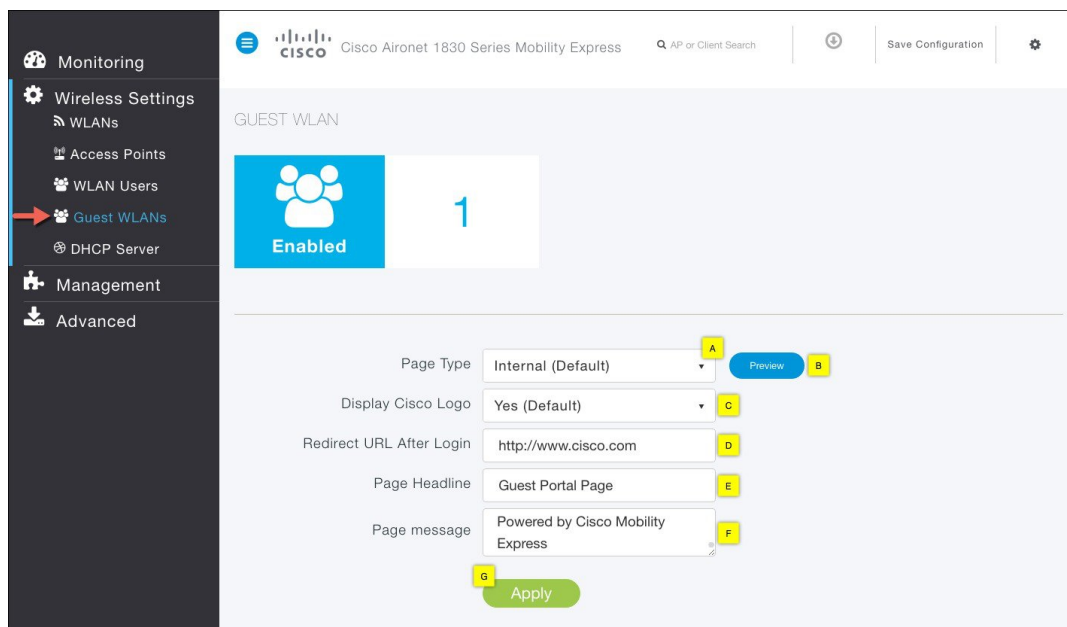 Monitoring
Wireless Settings
WLANs
Access Points
WLAN Users
Guest WLANs
DHCP Server
Management
Advanced
CISCO Cisco Aironet 1830 Series Mobility Express
AP or Client Search
Save Configuration
GUEST WLAN
Enabled
1
Page Type Internal (Default) A Preview B
Display Cisco Logo Yes (Default) C
Redirect URL After Login http://www.cisco.com D
Page Headline Guest Portal Page E
Page message Powered by Cisco Mobility
Express F
G
Apply